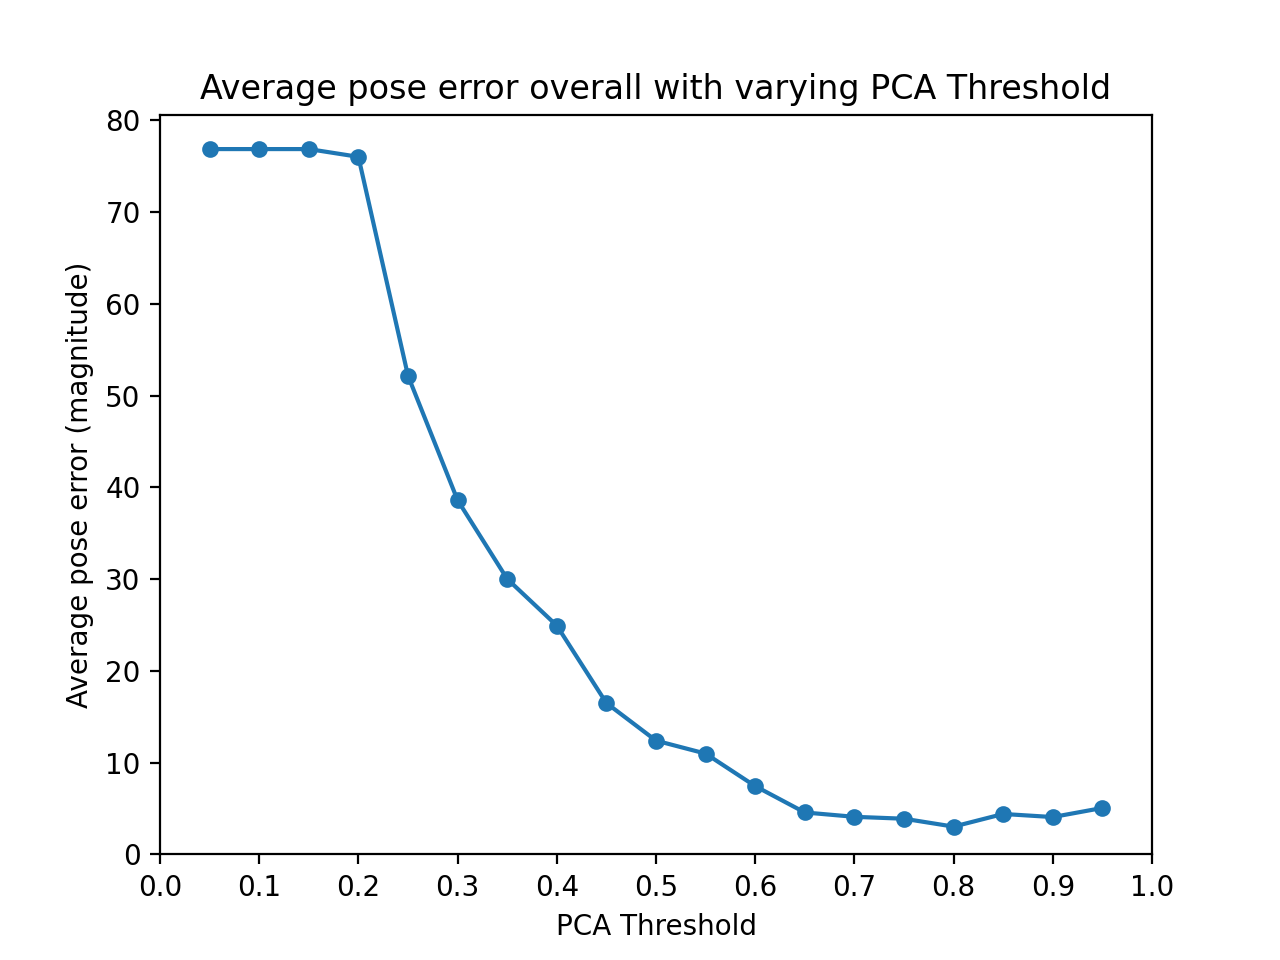 Average pose error overall with varying PCA Threshold
80
70
60
50
40
30
20
10
0
Average pose error (magnitude)
0.0 0.1 0.2 0.3 0.4 0.5 0.6 0.7 0.8 0.9 1.0
PCA Threshold